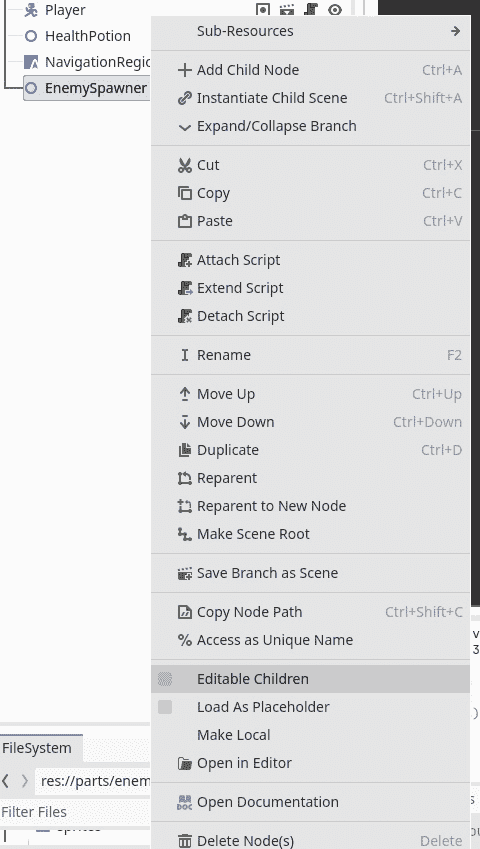 Player
HealthPotion
NavigationRegio
EnemySpawner
Sub-Resources
Add Child Node Ctrl+A
Instantiate Child Scene Ctrl+Shift+A
Expand/Collapse Branch
Cut Ctrl+X
Copy Ctrl+C
Paste Ctrl+V
Attach Script
Extend Script
Detach Script
Rename F2
Move Up Ctrl+Up
Move Down Ctrl+Down
Duplicate Ctrl+D
Reparent
Reparent to New Node
Make Scene Root
Save Branch as Scene
Copy Node Path Ctrl+Shift+C
Access as Unique Name
Editable Children
Load As Placeholder
Make Local
Open in Editor
Open Documentation
Delete Node(s) Delete
FileSystem
res://parts/enem
Filter Files